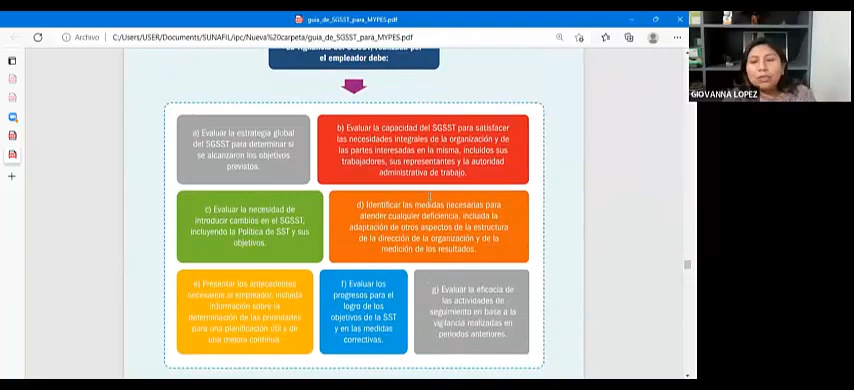 guia_de_SGSST_para_MYPES.pdf
Archivo
C:/Users/USER/Documents/SUNAFIL/ipc/Nueva%20carpeta/guia_de_SGSST_para_MYPES.pdf
el empleador debe:
a) Evaluar la estrategia global
del SGSST para determinar si
se alcanzaron los objetivos
previstos.
b) Evaluar la capacidad del SGSST para satisfacer
las necesidades integrales de la organización y de
las partes interesadas en la misma, incluidos sus
trabajadores, sus representantes y la autoridad
administrativa de trabajo.
c) Evaluar la necesidad de
introducir cambios en el SGSST,
incluyendo la Política de SST y sus
objetivos.
d) Identificar las medidas necesarias para
atender cualquier deficiencia, incluida la
adaptación de otros aspectos de la estructura
de la dirección de la organización y de la
medición de los resultados.
e) Presentar los antecedentes
necesarios al empleador, incluida
información sobre la
determinación de las prioridades
para una planificación útil y de
una mejora continua.
f) Evaluar los
progresos para el
logro de los
objetivos de la SST
y en las medidas
correctivas.
g) Evaluar la eficacia de
las actividades de
seguimiento en base a la
vigilancia realizadas en
periodos anteriores.
GIOVANNA LOPEZ